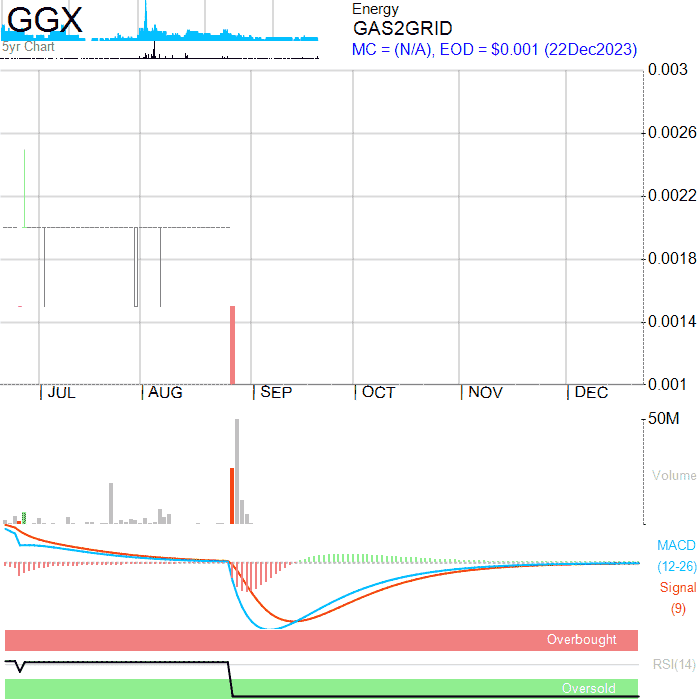 GGX
5yr Chart
Energy
GAS2GRID
MC = (N/A), EOD = $0.001 (22Dec2023)
0.003
0.0026
0.0022
0.0018
0.0014
0.001
JUL AUG SEP OCT NOV DEC
50M
Volume
MACD
(12-26)
Signal
(9)
Overbought
RSI(14)
Oversold